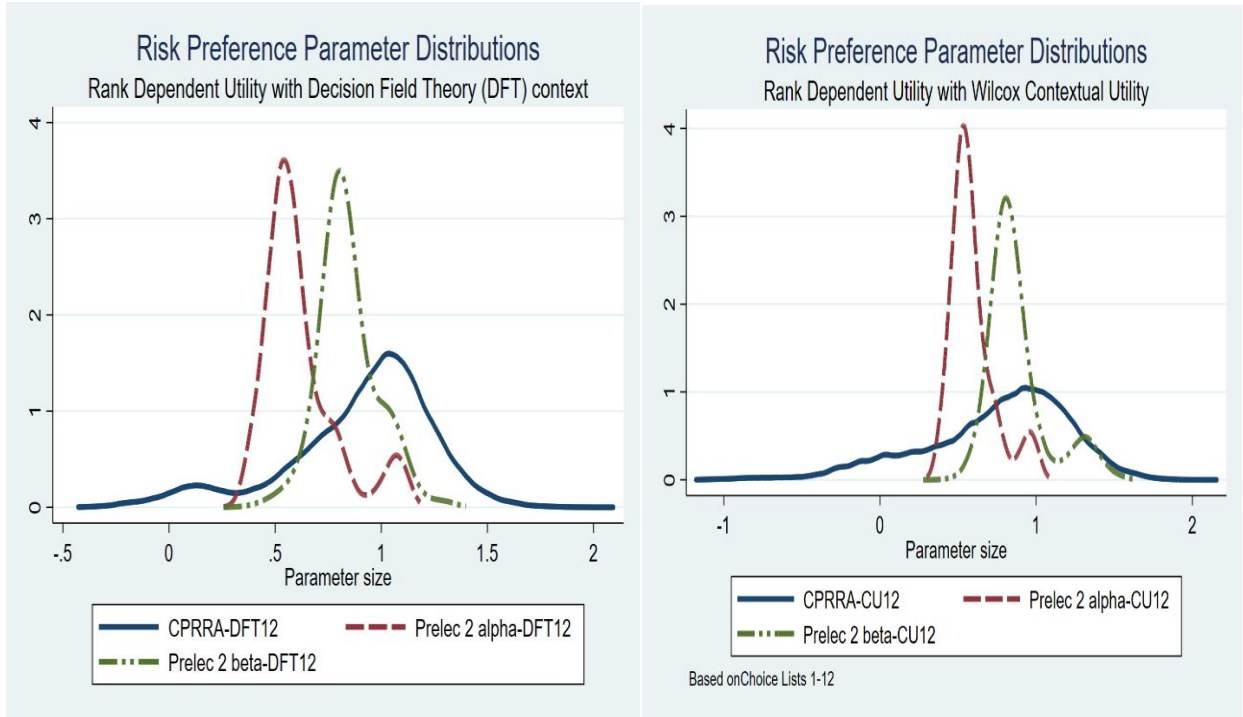 Risk Preference Parameter Distributions
Rank Dependent Utility with Decision Field Theory (DFT) context
4
3
2
1
0
-.5 0 .5 1 1.5 2
Parameter size
CPRRA-DFT12 Prelec 2 alpha-DFT12
Prelec 2 beta-DFT12
Risk Preference Parameter Distributions
Rank Dependent Utility with Wilcox Contextual Utility
4
3
2
1
0
-1 0 1 2
Parameter size
CPRRA-CU12 Prelec 2 alpha-CU12
Prelec 2 beta-CU12
Based onChoice Lists 1-12